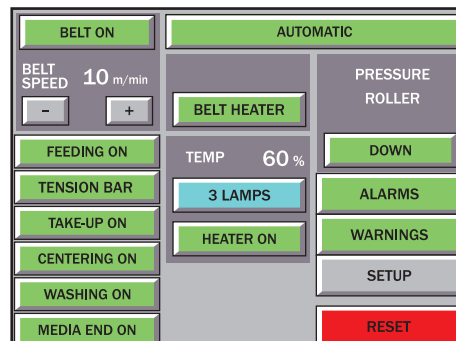 BELT ON
AUTOMATIC
BELT
SPEED 10 m/min
- +
BELT HEATER
PRESSURE
ROLLER
DOWN
FEEDING ON
TENSION BAR
TAKE-UP ON
CENTERING ON
WASHING ON
MEDIA END ON
TEMP 60 %
3 LAMPS
HEATER ON
ALARMS
WARNINGS
SETUP
RESET